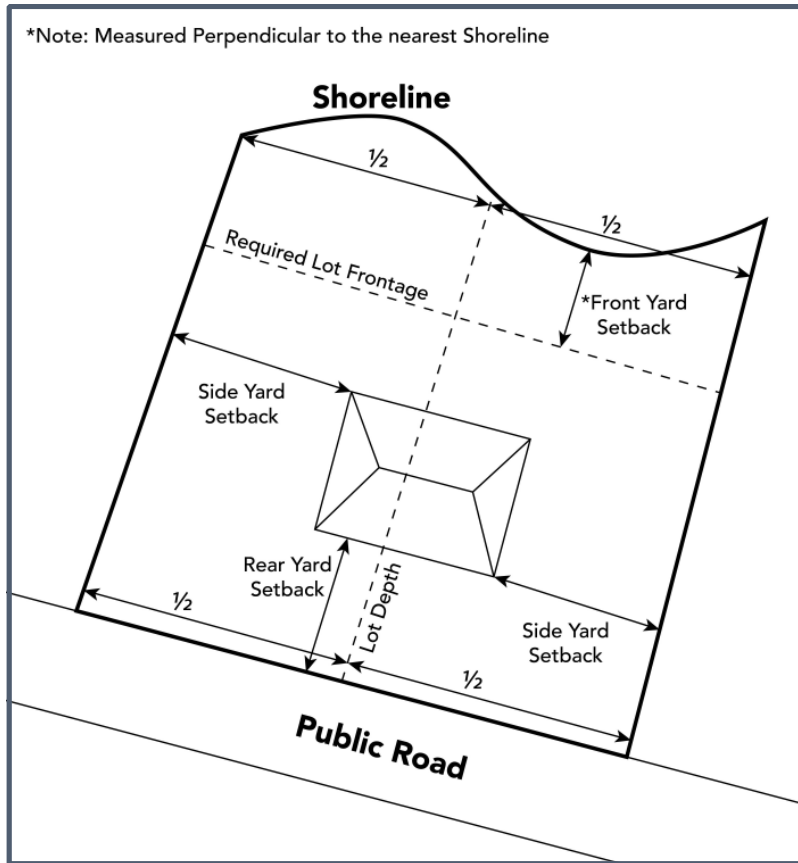 *Note: Measured Perpendicular to the nearest Shoreline
Shoreline
½
½
Required Lot Frontage
*Front Yard
Setback
Side Yard
Setback
Rear Yard
Setback
Lot Depth
½
Side Yard
Setback
½
Public Road